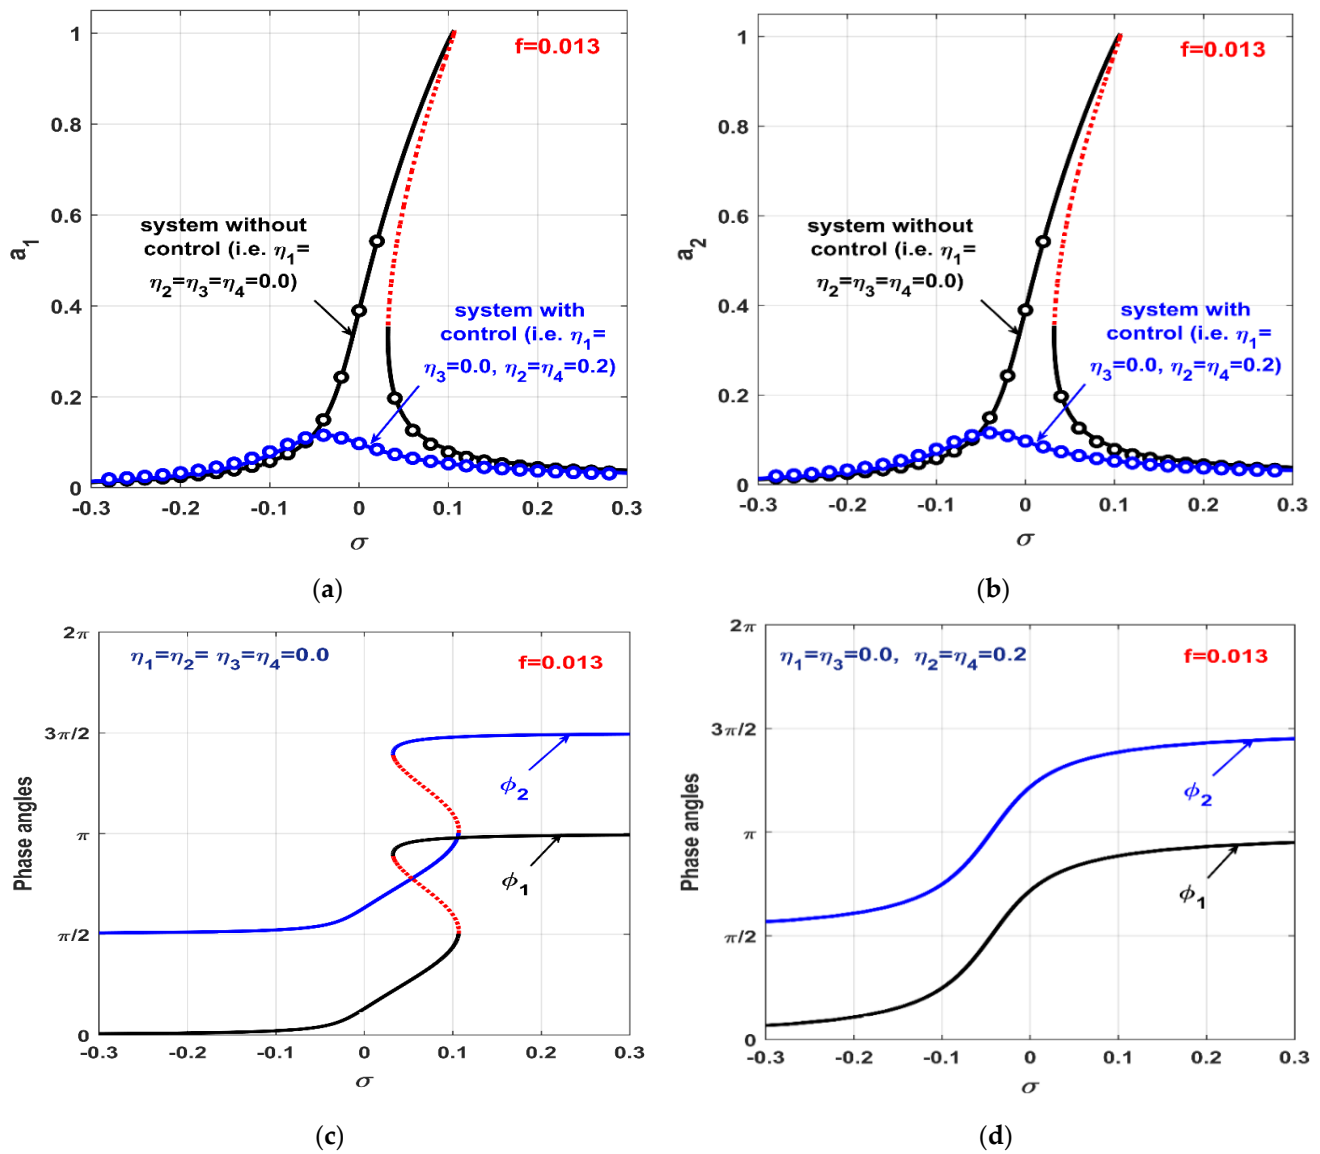 f=0.013
1
0.8
0.6
0.4
0.2
0
a₁
system without
control (i.e. η₁=
η₂=η₃=η₄=0.0)
system with
control (i.e. η₁=
η₃=0.0, η₂=η₄=0.2)
-0.3 -0.2 -0.1 0 0.1 0.2 0.3
σ
(a)
f=0.013
1
0.8
0.6
0.4
0.2
0
a₂
system without
control (i.e. η₁=
η₂=η₃=η₄=0.0)
system with
control (i.e. η₁=
η₃=0.0, η₂=η₄=0.2)
-0.3 -0.2 -0.1 0 0.1 0.2 0.3
σ
(b)
η₁=η₂= η₃=η₄=0.0
f=0.013
2π
3π/2
π
π/2
0
Phase angles
ϕ₂
ϕ₁
-0.3 -0.2 -0.1 0 0.1 0.2 0.3
σ
(c)
η₁=η₃=0.0, η₂=η₄=0.2
f=0.013
2π
3π/2
π
π/2
0
Phase angles
ϕ₂
ϕ₁
-0.3 -0.2 -0.1 0 0.1 0.2 0.3
σ
(d)